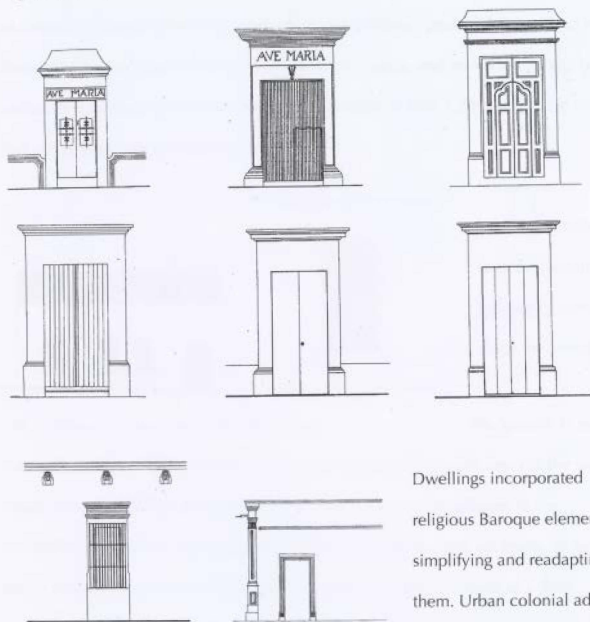 AVE MARIA
AVE MARIA
Dwellings incorporated
religious Baroque eleme
simplifying and readaptin
them. Urban colonial ad